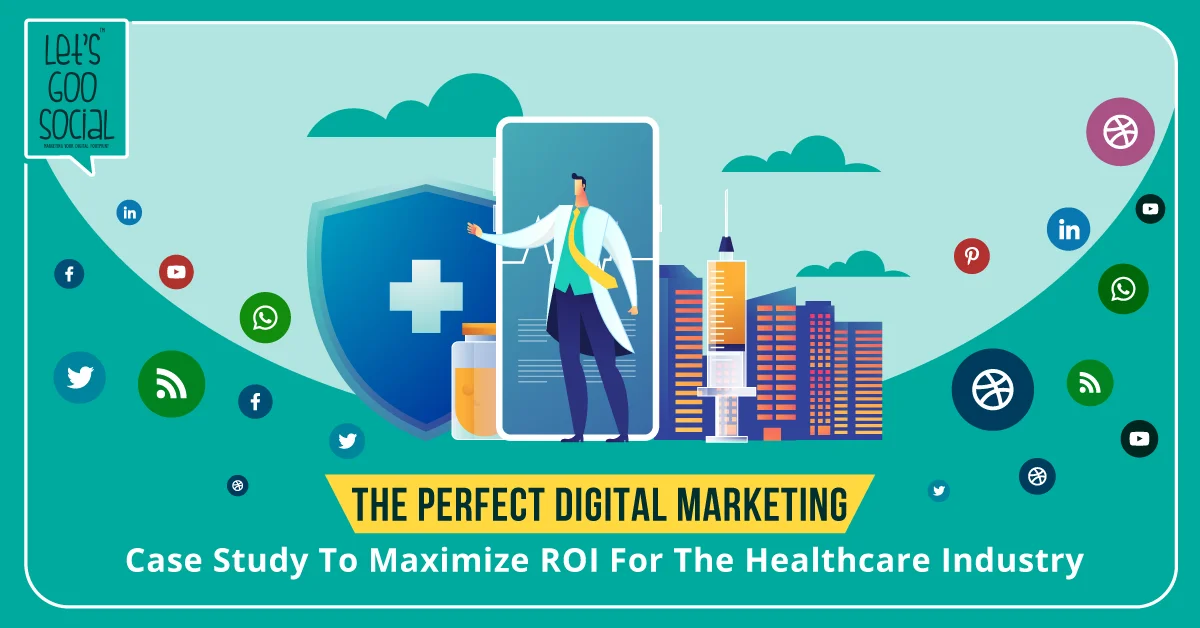 Let's
Goo
Social
THE PERFECT DIGITAL MARKETING
Case Study To Maximize ROI For The Healthcare Industry